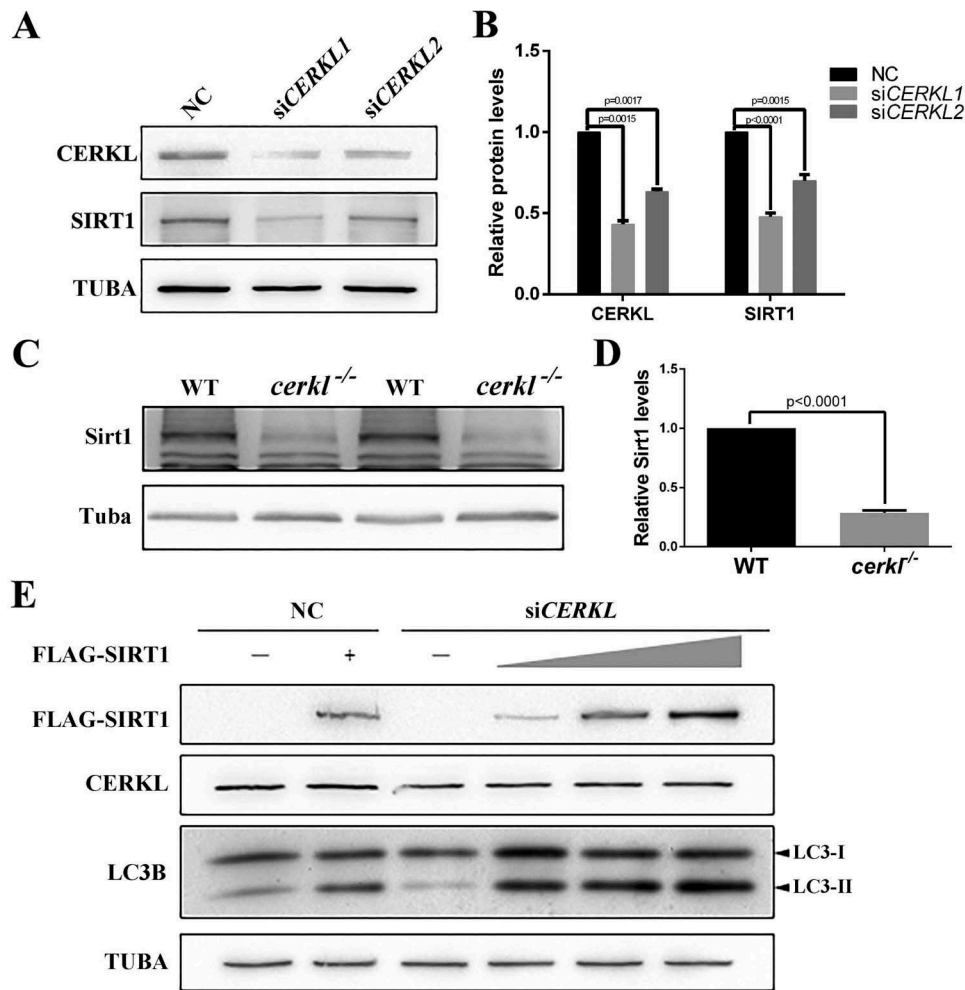 A
NC
siCERKL1
siCERKL2
CERKL
SIRT1
TUBA
B
1.5
1.0
0.5
0.0
Relative protein levels
p=0.0017
p=0.0015
p=0.0015
p<0.0001
CERKL
SIRT1
NC
siCERKL1
siCERKL2
C
WT
cerkl -/-
WT
cerkl -/-
Sirt1
Tuba
D
1.5
1.0
0.5
0.0
Relative Sirt1 levels
p<0.0001
WT
cerkl -/-
E
NC
siCERKL
FLAG-SIRT1
— + —
FLAG-SIRT1
CERKL
LC3B
LC3-I
LC3-II
TUBA